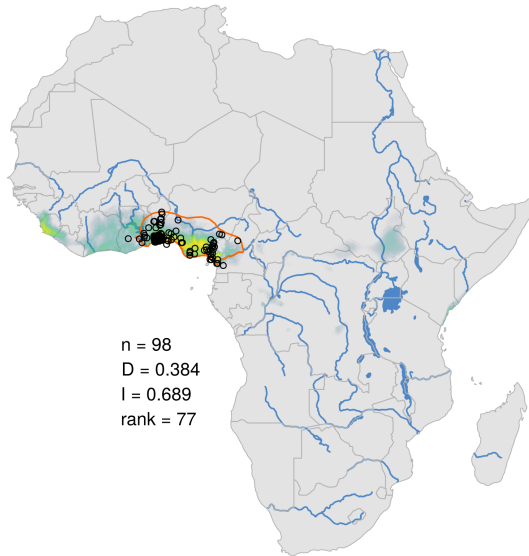 n = 98
D = 0.384
I = 0.689
rank = 77